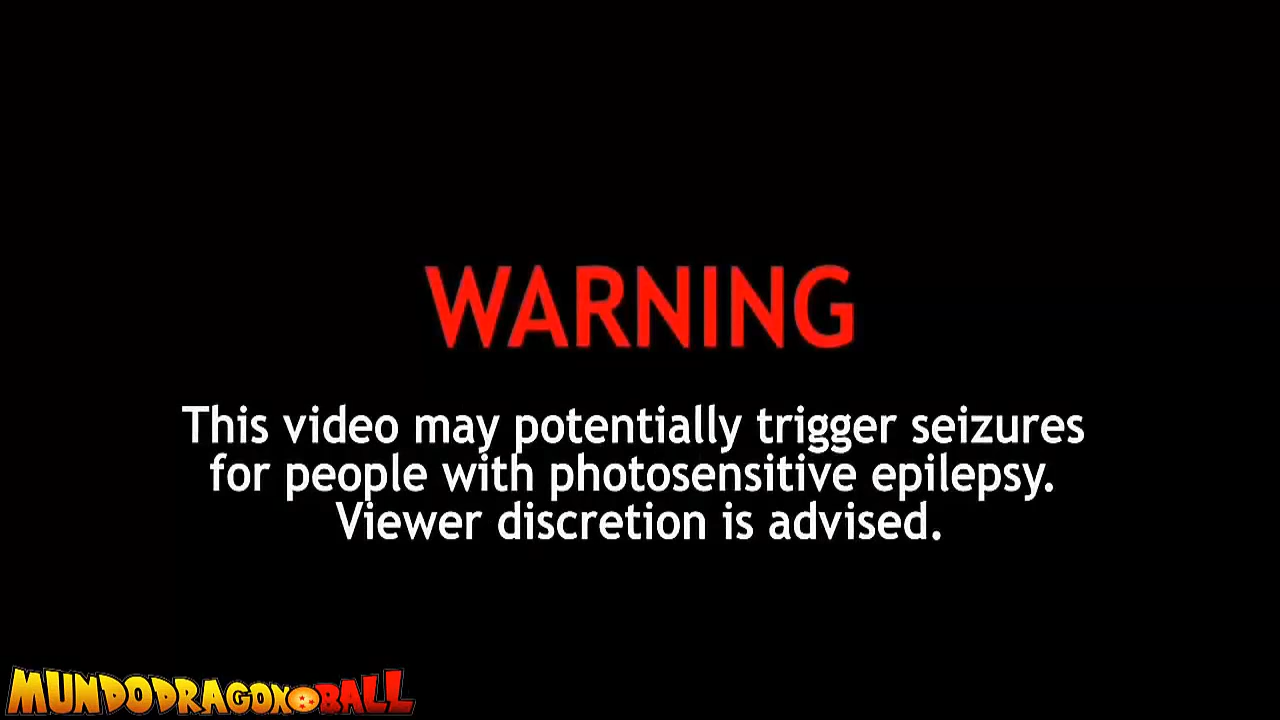 WARNING
This video may potentially trigger seizures
for people with photosensitive epilepsy.
Viewer discretion is advised.
MUNDODRAGONBALL